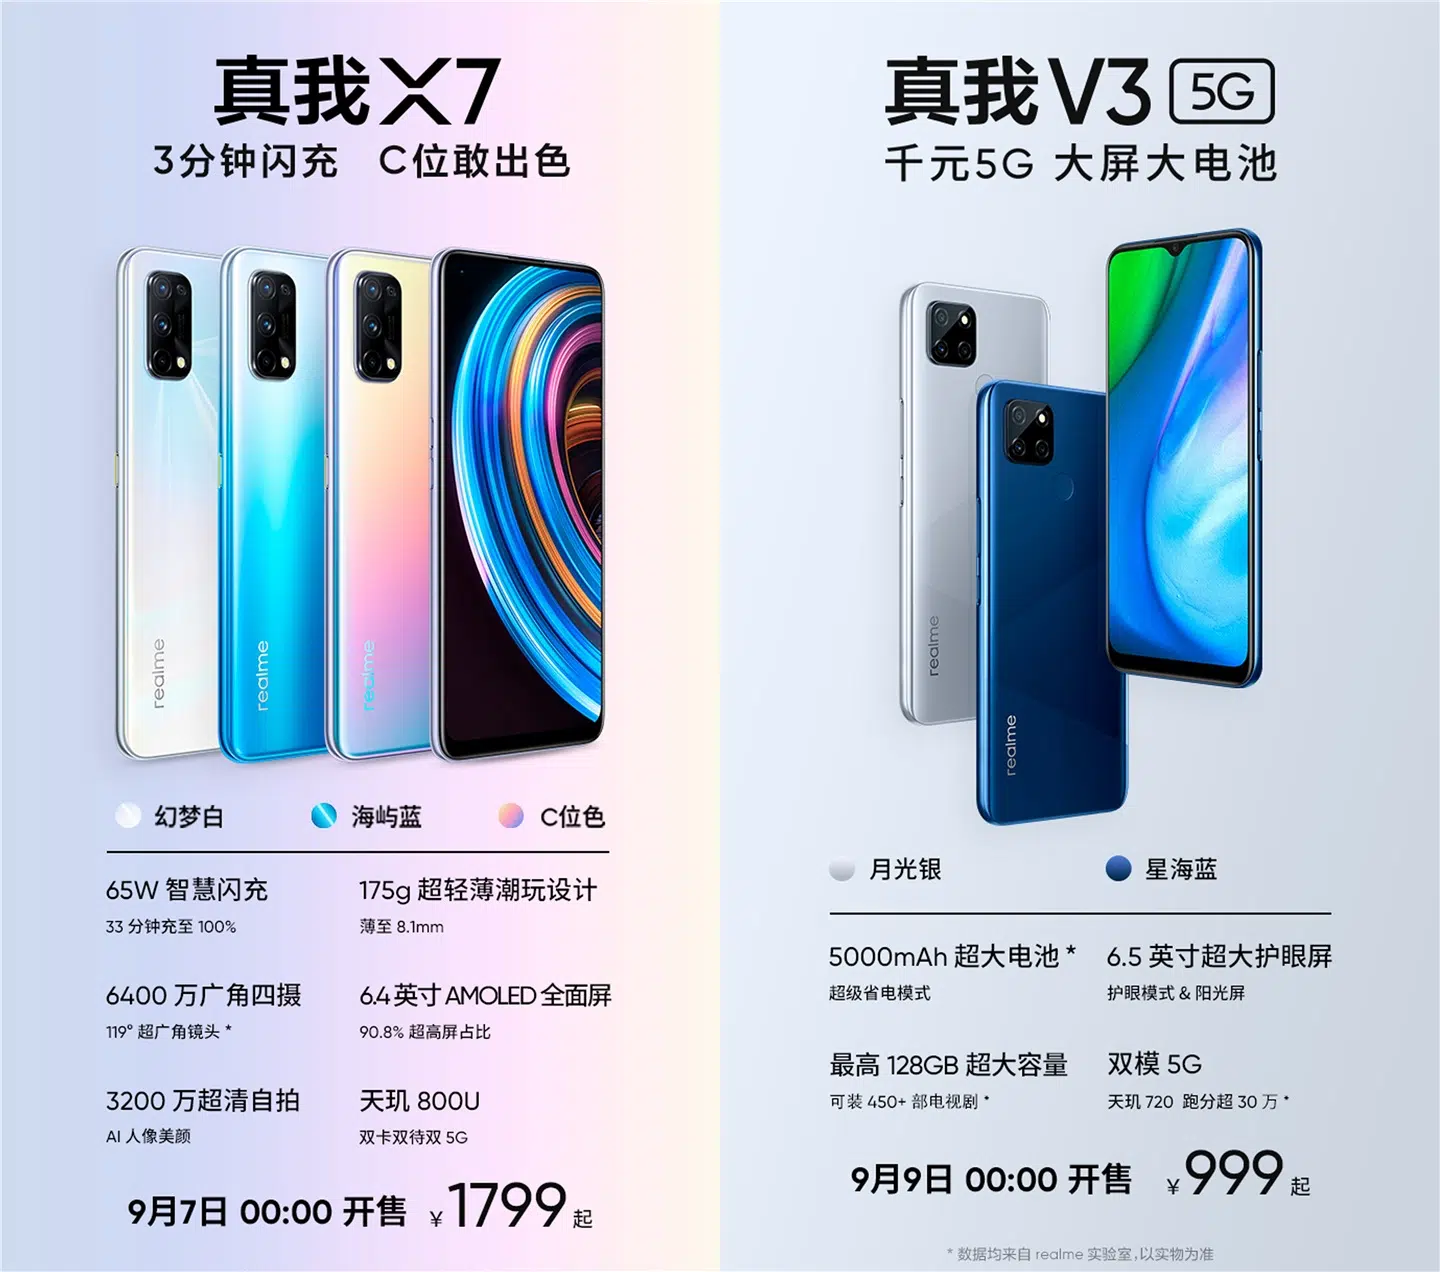 真我X7
3分钟闪充 C位敢出色
realme
realme
realme
幻梦白 海屿蓝 C位色
65W 智慧闪充
33 分钟充至 100%
175g 超轻薄潮玩设计
薄至 8.1mm
6400 万广角四摄
119° 超广角镜头 *
6.4 英寸 AMOLED 全面屏
90.8% 超高屏占比
3200 万超清自拍
AI 人像美颜
天玑 800U
双卡双待双 5G
9月7日 00:00 开售 ¥1799起
真我V3 5G
千元5G 大屏大电池
realme
realme
月光银 星海蓝
5000mAh 超大电池 *
超级省电模式
6.5 英寸超大护眼屏
护眼模式 & 阳光屏
最高 128GB 超大容量
可装 450+ 部电视剧 *
双模 5G
天玑 720 跑分超 30 万 *
9月9日 00:00 开售 ¥999起
* 数据均来自 realme 实验室,以实物为准